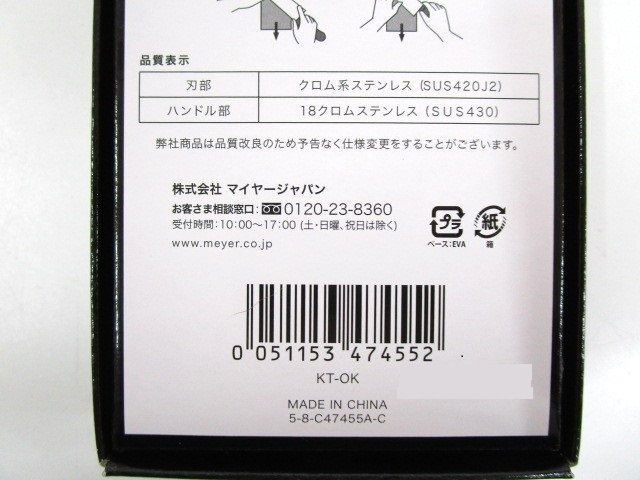 品質表示
刃部 クロム系ステンレス (SUS420J2)
ハンドル部 18クロムステンレス (SUS430)
弊社商品は品質改良のため予告なく仕様変更をすることがございます。
株式会社 マイヤージャパン
お客さま相談窓口: 0120-23-8360
受付時間:10:00〜17:00 (土・日曜、祝日は除く)
www.meyer.co.jp
プラ
ベース:EVA
紙
箱
0 051153 474552
KT-OK
MADE IN CHINA
5-8-C47455A-C